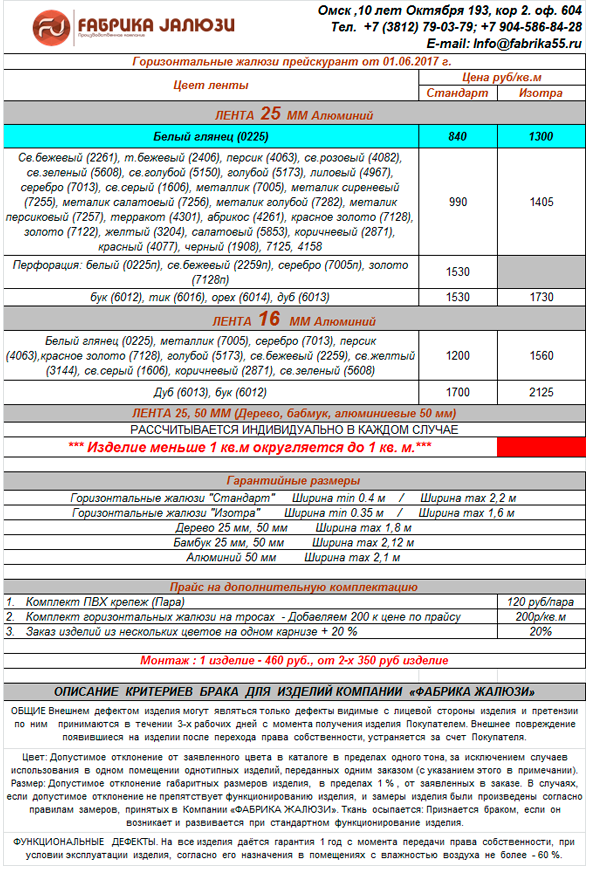 FАБРИКА JАЛЮЗИ
Производственная компания
Омск ,10 лет Октября 193, кор 2. оф. 604
Тел. +7 (3812) 79-03-79; +7 904-586-84-28
E-mail: Info@fabrika55.ru
Горизонтальные жалюзи прейскурант от 01.06.2017 г.
Цвет ленты
Цена руб/кв.м
Стандарт Изотра
ЛЕНТА 25 ММ Алюминий
Белый глянец (0225) 840 1300
Св.бежевый (2261), т.бежевый (2406), персик (4063), св.розовый (4082),
св.зеленый (5608), св.голубой (5150), голубой (5173), лиловый (4967),
серебро (7013), св.серый (1606), металлик (7005), металик сиреневый
(7255), металик салатовый (7256), металик голубой (7282), металик
персиковый (7257), терракот (4301), абрикос (4261), красное золото (7128),
золото (7122), желтый (3204), салатовый (5853), коричневый (2871),
красный (4077), черный (1908), 7125, 4158
990 1405
Перфорация: белый (0225п), св.бежевый (2259п), серебро (7005п), золото
(7128п)
1530
бук (6012), тик (6016), орех (6014), дуб (6013) 1530 1730
ЛЕНТА 16 ММ Алюминий
Белый глянец (0225), металлик (7005), серебро (7013), персик
(4063),красное золото (7128), голубой (5173), св.бежевый (2259), св.желтый
(3144), св.серый (1606), коричневый (2871), св.зеленый (5608)
1200 1560
Дуб (6013), бук (6012) 1700 2125
ЛЕНТА 25, 50 ММ (Дерево, бабмук, алюминиевые 50 мм)
РАССЧИТЫВАЕТСЯ ИНДИВИДУАЛЬНО В КАЖДОМ СЛУЧАЕ
*** Изделие меньше 1 кв.м округляется до 1 кв. м.***
Гарантийные размеры
Горизонтальные жалюзи "Стандарт" Ширина min 0.4 м / Ширина max 2,2 м
Горизонтальные жалюзи "Изотра" Ширина min 0.35 м / Ширина max 1,6 м
Дерево 25 мм, 50 мм Ширина max 1,8 м
Бамбук 25 мм, 50 мм Ширина max 2,12 м
Алюминий 50 мм Ширина max 2,1 м
Прайс на дополнительную комплектацию
1. Комплект ПВХ крепеж (Пара) 120 руб/пара
2. Комплект горизонтальных жалюзи на тросах - Добавляем 200 к цене по прайсу 200р/кв.м
3. Заказ изделий из нескольких цветов на одном карнизе + 20 % 20%
Монтаж : 1 изделие - 460 руб., от 2-х 350 руб изделие
ОПИСАНИЕ КРИТЕРИЕВ БРАКА ДЛЯ ИЗДЕЛИЙ КОМПАНИИ «ФАБРИКА ЖАЛЮЗИ»
ОБЩИЕ Внешнем дефектом изделия могут являться только дефекты видимые с лицевой стороны изделия и претензии
по ним принимаются в течении 3-х рабочих дней с момента получения изделия Покупателем. Внешнее повреждение
появившиеся на изделии после перехода права собственности, устраняется за счет Покупателя.
Цвет: Допустимое отклонение от заявленного цвета в каталоге в пределах одного тона, за исключением случаев
использования в одном помещении однотипных изделий, переданных одним заказом (с указанием этого в примечании).
Размер: Допустимое отклонение габаритных размеров изделия, в пределах 1 % , от заявленных в заказе. В случаях,
если допустимое отклонение не препятствует функционированию изделия, и замеры изделия были произведены согласно
правилам замеров, принятых в Компании «ФАБРИКА ЖАЛЮЗИ». Ткань осыпается: Признается браком, если он
возникает и развивается при стандартном функционирование изделия.
ФУНКЦИОНАЛЬНЫЕ ДЕФЕКТЫ. На все изделия даётся гарантия 1 год с момента передачи права собственности, при
условии эксплуатации изделия, согласно его назначения в помещениях с влажностью воздуха не более - 60 %.